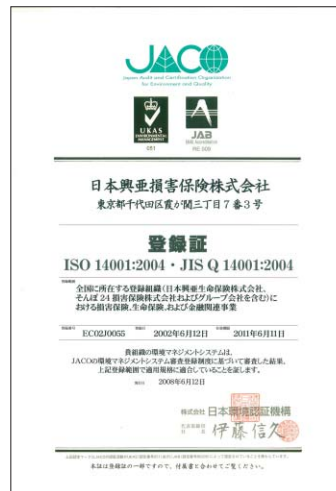 JACO
Japan Audit and Certification Organization
for Environment and Quality
UKAS
ENVIRONMENTAL
MANAGEMENT
051
JAB
日本興亜損害保険株式会社
東京都千代田区霞が関三丁目7番3号
登録証
ISO 14001:2004・JIS Q 14001:2004
全国に所在する登録組織(日本興亜生命保険株式会社、
そんぽ24損害保険株式会社およびグループ会社を含む)に
おける損害保険、生命保険、および金融関連事業
登録番号 EC02J0055 登録日 2002年6月12日 有効期限 2011年6月11日
貴組織の環境マネジメントシステムは、
JACOの環境マネジメントシステム審査登録制度に基づいて審査した結果、
上記登録範囲で適用規格に適合していることを証します。
2008年6月12日
株式会社 日本環境認証機構
伊藤信久
本証は登録証の一部ですので、付属書と合わせてご覧ください。